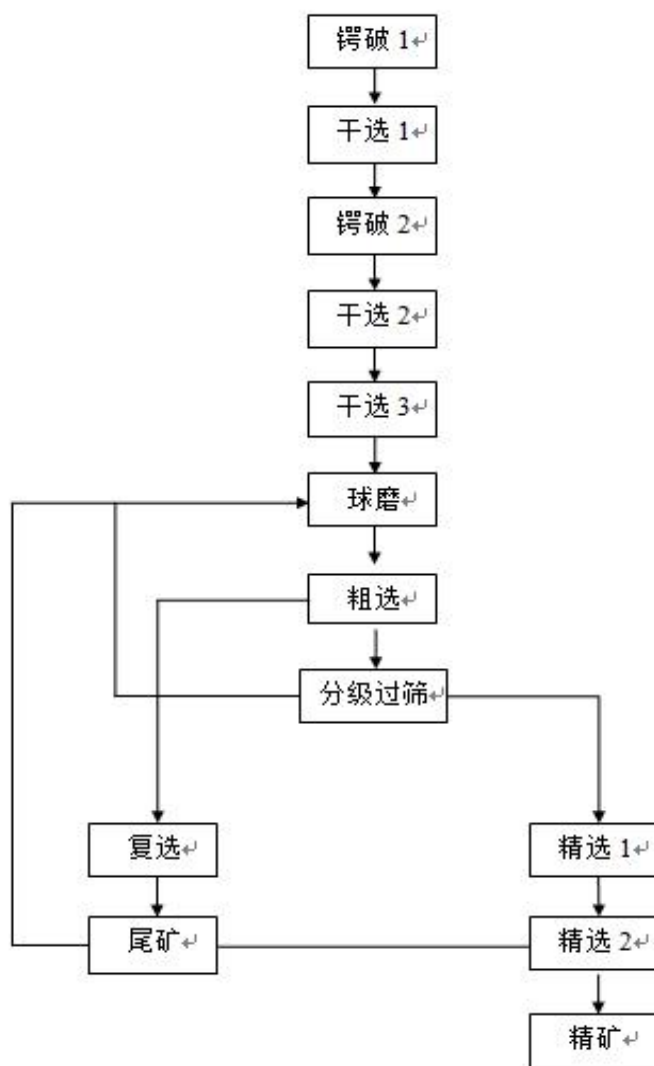 锷破 1↵
干选 1↵
锷破 2↵
干选 2↵
干选 3↵
球磨↵
粗选↵
分级过筛↵
复选↵
精选 1↵
尾矿↵
精选 2↵
精矿↵